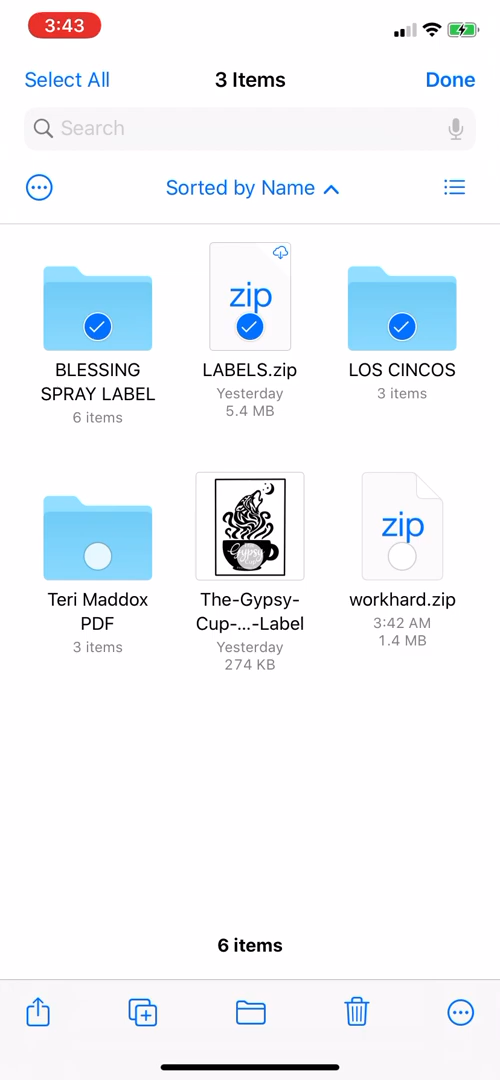 3:43
Select All
3 Items
Done
Search
Sorted by Name
zip
BLESSING
SPRAY LABEL
6 items
LABELS.zip
Yesterday
5.4 MB
LOS CINCOS
3 items
Teri Maddox
PDF
3 items
Gypsy
The-Gypsy-
Cup-...-Label
Yesterday
274 KB
zip
workhard.zip
3:42 AM
1.4 MB
6 items